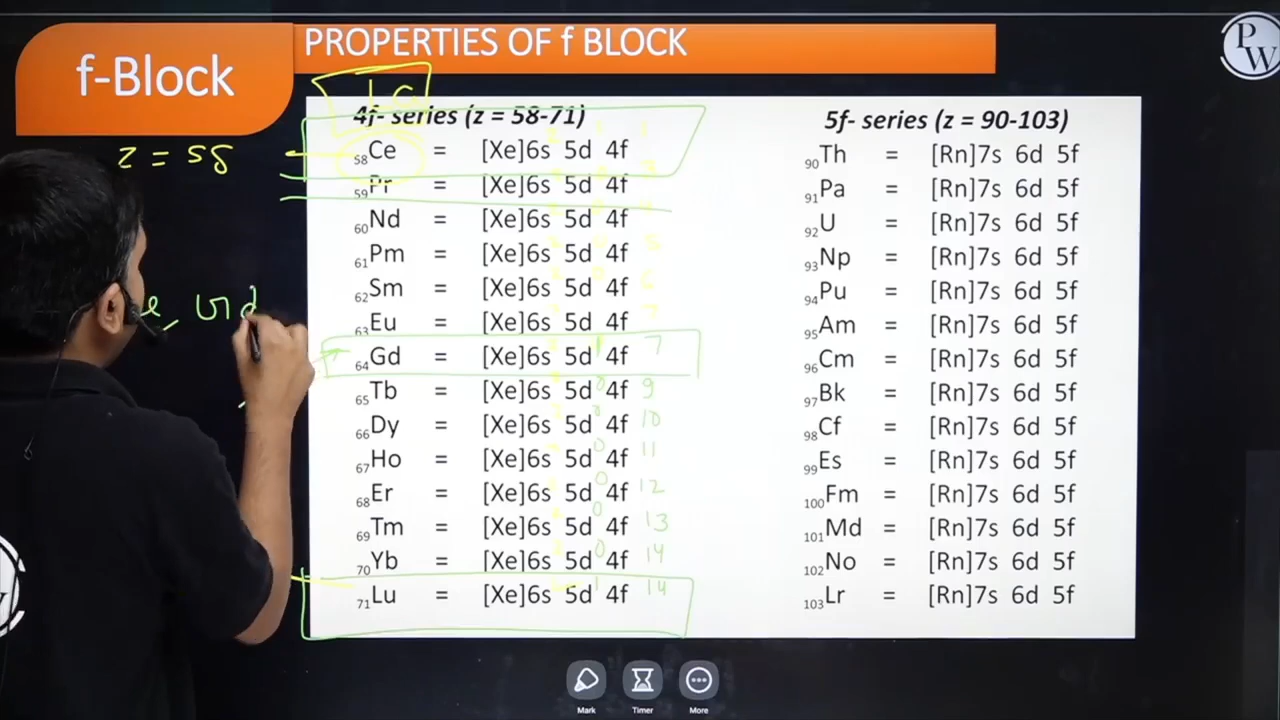 PROPERTIES OF f BLOCK
f-Block
PW
4f- series (z = 58-71)
z = 58
58Ce = [Xe]6s 5d 4f
59Pr = [Xe]6s 5d 4f
60Nd = [Xe]6s 5d 4f
61Pm = [Xe]6s 5d 4f
62Sm = [Xe]6s 5d 4f
63Eu = [Xe]6s 5d 4f
64Gd = [Xe]6s 5d 4f 7
65Tb = [Xe]6s 5d 0 4f 9
66Dy = [Xe]6s 5d 0 4f 10
67Ho = [Xe]6s 5d 0 4f 11
68Er = [Xe]6s 5d 0 4f 12
69Tm = [Xe]6s 5d 0 4f 13
70Yb = [Xe]6s 5d 0 4f 14
71Lu = [Xe]6s 5d 1 4f 14
5f- series (z = 90-103)
90Th = [Rn]7s 6d 5f
91Pa = [Rn]7s 6d 5f
92U = [Rn]7s 6d 5f
93Np = [Rn]7s 6d 5f
94Pu = [Rn]7s 6d 5f
95Am = [Rn]7s 6d 5f
96Cm = [Rn]7s 6d 5f
97Bk = [Rn]7s 6d 5f
98Cf = [Rn]7s 6d 5f
99Es = [Rn]7s 6d 5f
100Fm = [Rn]7s 6d 5f
101Md = [Rn]7s 6d 5f
102No = [Rn]7s 6d 5f
103Lr = [Rn]7s 6d 5f
Mark
Timer
More